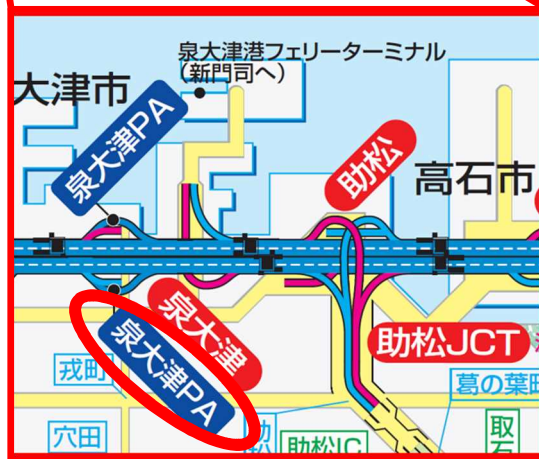 泉大津港フェリーターミナル
（新門司へ）
大津市
泉大津PA
助松
高石市
泉大津
泉大津PA
助松JCT
戎町
葛の葉町
穴田
助松IC
取石